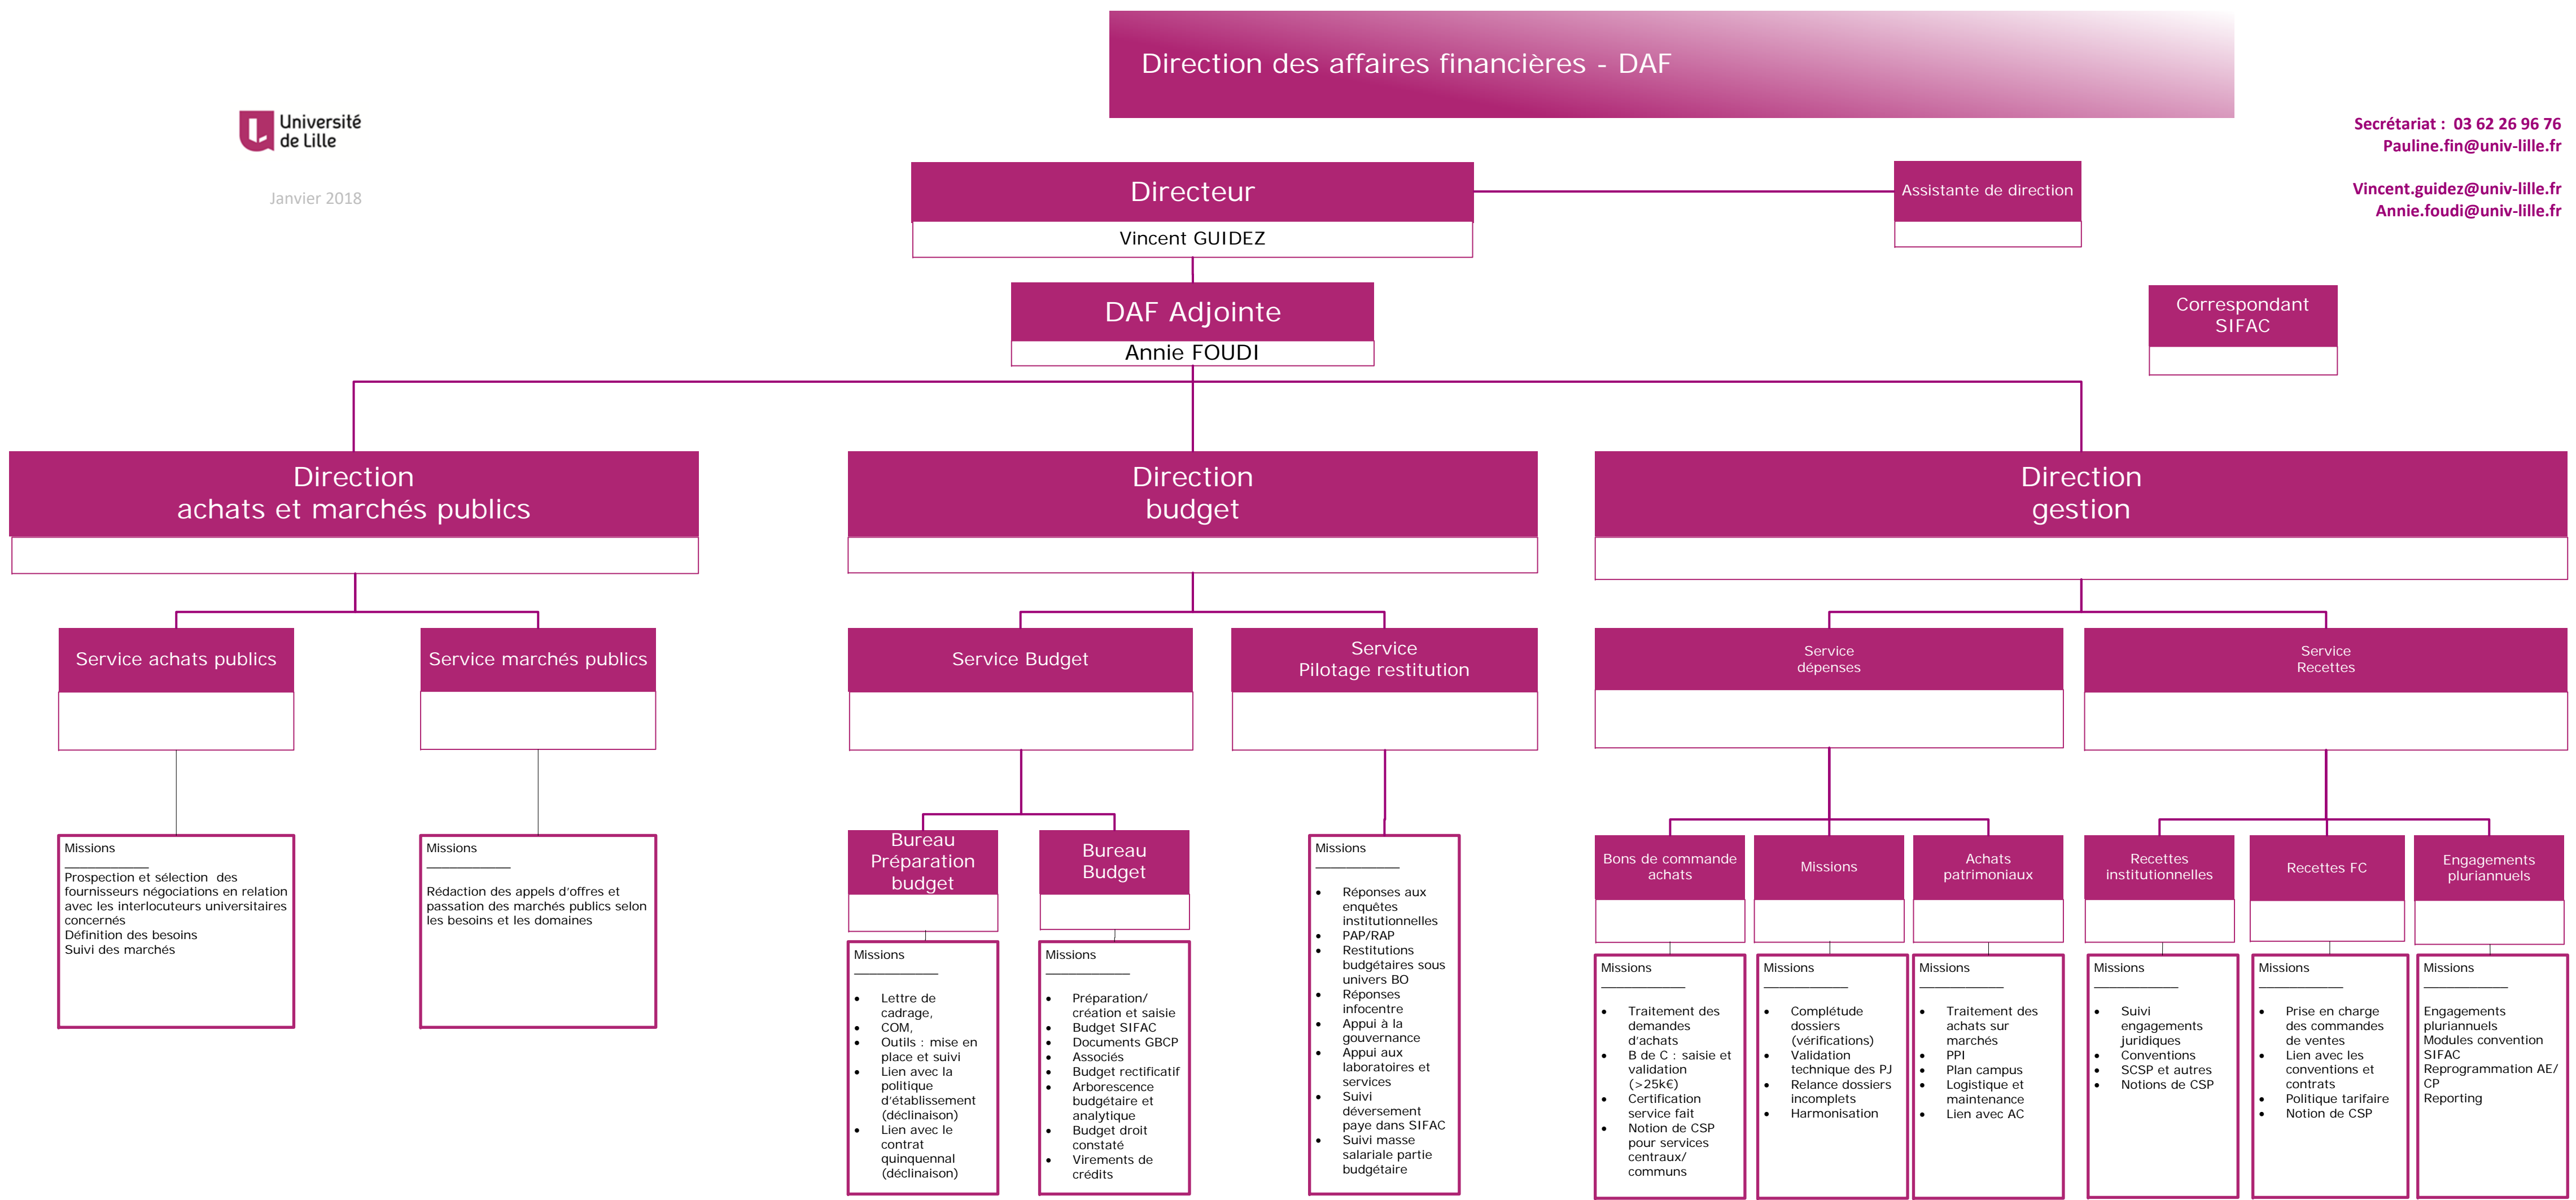 Direction des affaires financières - DAF
Université
de Lille
Janvier 2018
Secrétariat : 03 62 26 96 76
Pauline.fin@univ-lille.fr
Vincent.guidez@univ-lille.fr
Annie.foudi@univ-lille.fr
Directeur
Vincent GUIDEZ
Assistante de direction
DAF Adjointe
Annie FOUDI
Correspondant
SIFAC
Direction
achats et marchés publics
Direction
budget
Direction
gestion
Service achats publics
Service marchés publics
Service Budget
Service
Pilotage restitution
Service
dépenses
Service
Recettes
Missions
Prospection et sélection des
fournisseurs négociations en relation
avec les interlocuteurs universitaires
concernés
Définition des besoins
Suivi des marchés
Missions
Rédaction des appels d'offres et
passation des marchés publics selon
les besoins et les domaines
Bureau
Préparation
budget
Missions
• Lettre de
cadrage,
• COM,
• Outils : mise en
place et suivi
• Lien avec la
politique
d'établissement
(déclinaison)
• Lien avec le
contrat
quinquennal
(déclinaison)
Bureau
Budget
Missions
• Préparation/
création et saisie
• Budget SIFAC
• Documents GBCP
• Associés
• Budget rectificatif
• Arborescence
budgétaire et
analytique
• Budget droit
constaté
• Virements de
crédits
Missions
• Réponses aux
enquêtes
institutionnelles
• PAP/RAP
• Restitutions
budgétaires sous
univers BO
• Réponses
infocentre
• Appui à la
gouvernance
• Appui aux
laboratoires et
services
• Suivi
déversement
paye dans SIFAC
• Suivi masse
salariale partie
budgétaire
Bons de commande
achats
Missions
• Traitement des
demandes
d'achats
• B de C : saisie et
validation
(>25k€)
• Certification
service fait
• Notion de CSP
pour services
centraux/
communs
Missions
Missions
• Complétude
dossiers
(vérifications)
• Validation
technique des PJ
• Relance dossiers
incomplets
• Harmonisation
Achats
patrimoniaux
Missions
• Traitement des
achats sur
marchés
• PPI
• Plan campus
• Logistique et
maintenance
• Lien avec AC
Recettes
institutionnelles
Missions
• Suivi
engagements
juridiques
• Conventions
• SCSP et autres
• Notions de CSP
Recettes FC
Missions
• Prise en charge
des commandes
de ventes
• Lien avec les
conventions et
contrats
• Politique tarifaire
• Notion de CSP
Engagements
pluriannuels
Missions
Engagements
pluriannuels
Modules convention
SIFAC
Reprogrammation AE/
CP
Reporting